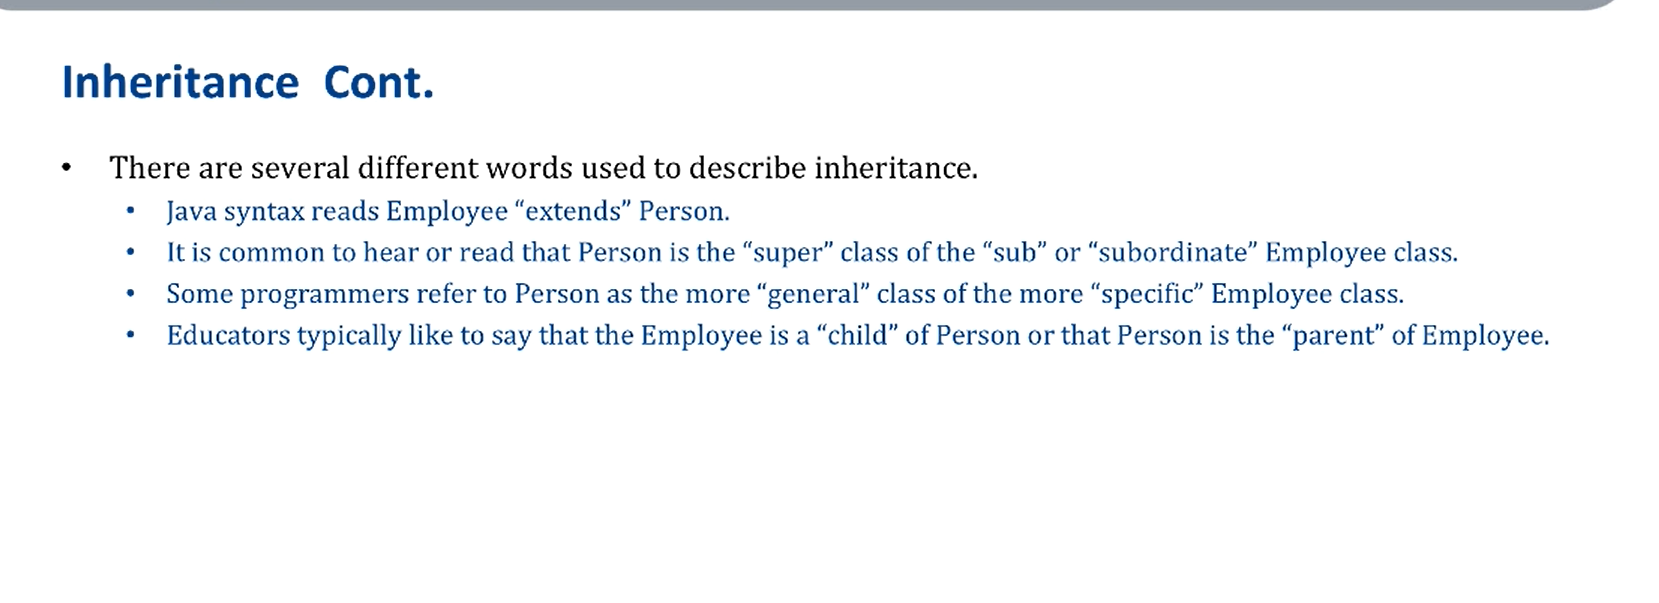 Inheritance Cont.
• There are several different words used to describe inheritance.
• Java syntax reads Employee “extends” Person.
• It is common to hear or read that Person is the “super” class of the “sub” or “subordinate” Employee class.
• Some programmers refer to Person as the more “general” class of the more “specific” Employee class.
• Educators typically like to say that the Employee is a “child” of Person or that Person is the “parent” of Employee.